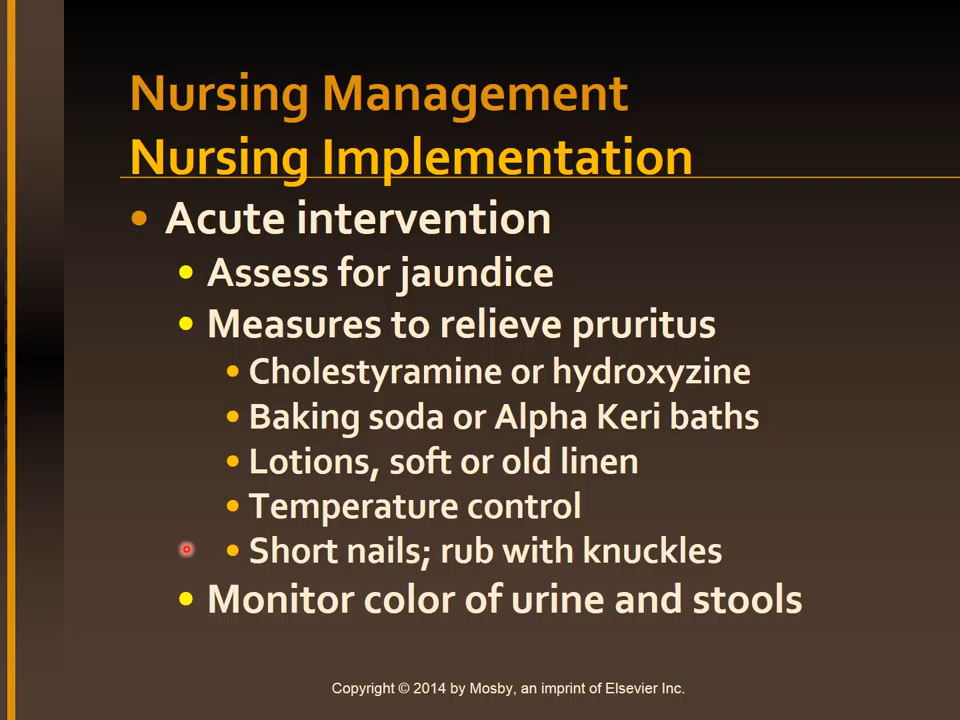 Nursing Management
Nursing Implementation
• Acute intervention
• Assess for jaundice
• Measures to relieve pruritus
• Cholestyramine or hydroxyzine
• Baking soda or Alpha Keri baths
• Lotions, soft or old linen
• Temperature control
• Short nails; rub with knuckles
• Monitor color of urine and stools
Copyright © 2014 by Mosby, an imprint of Elsevier Inc.